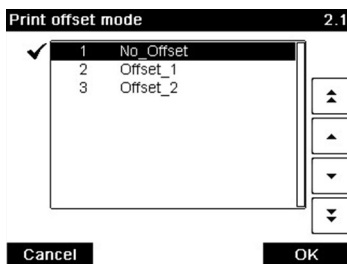 Print offset mode 2.1
1 No_Offset
2 Offset_1
3 Offset_2
Cancel OK